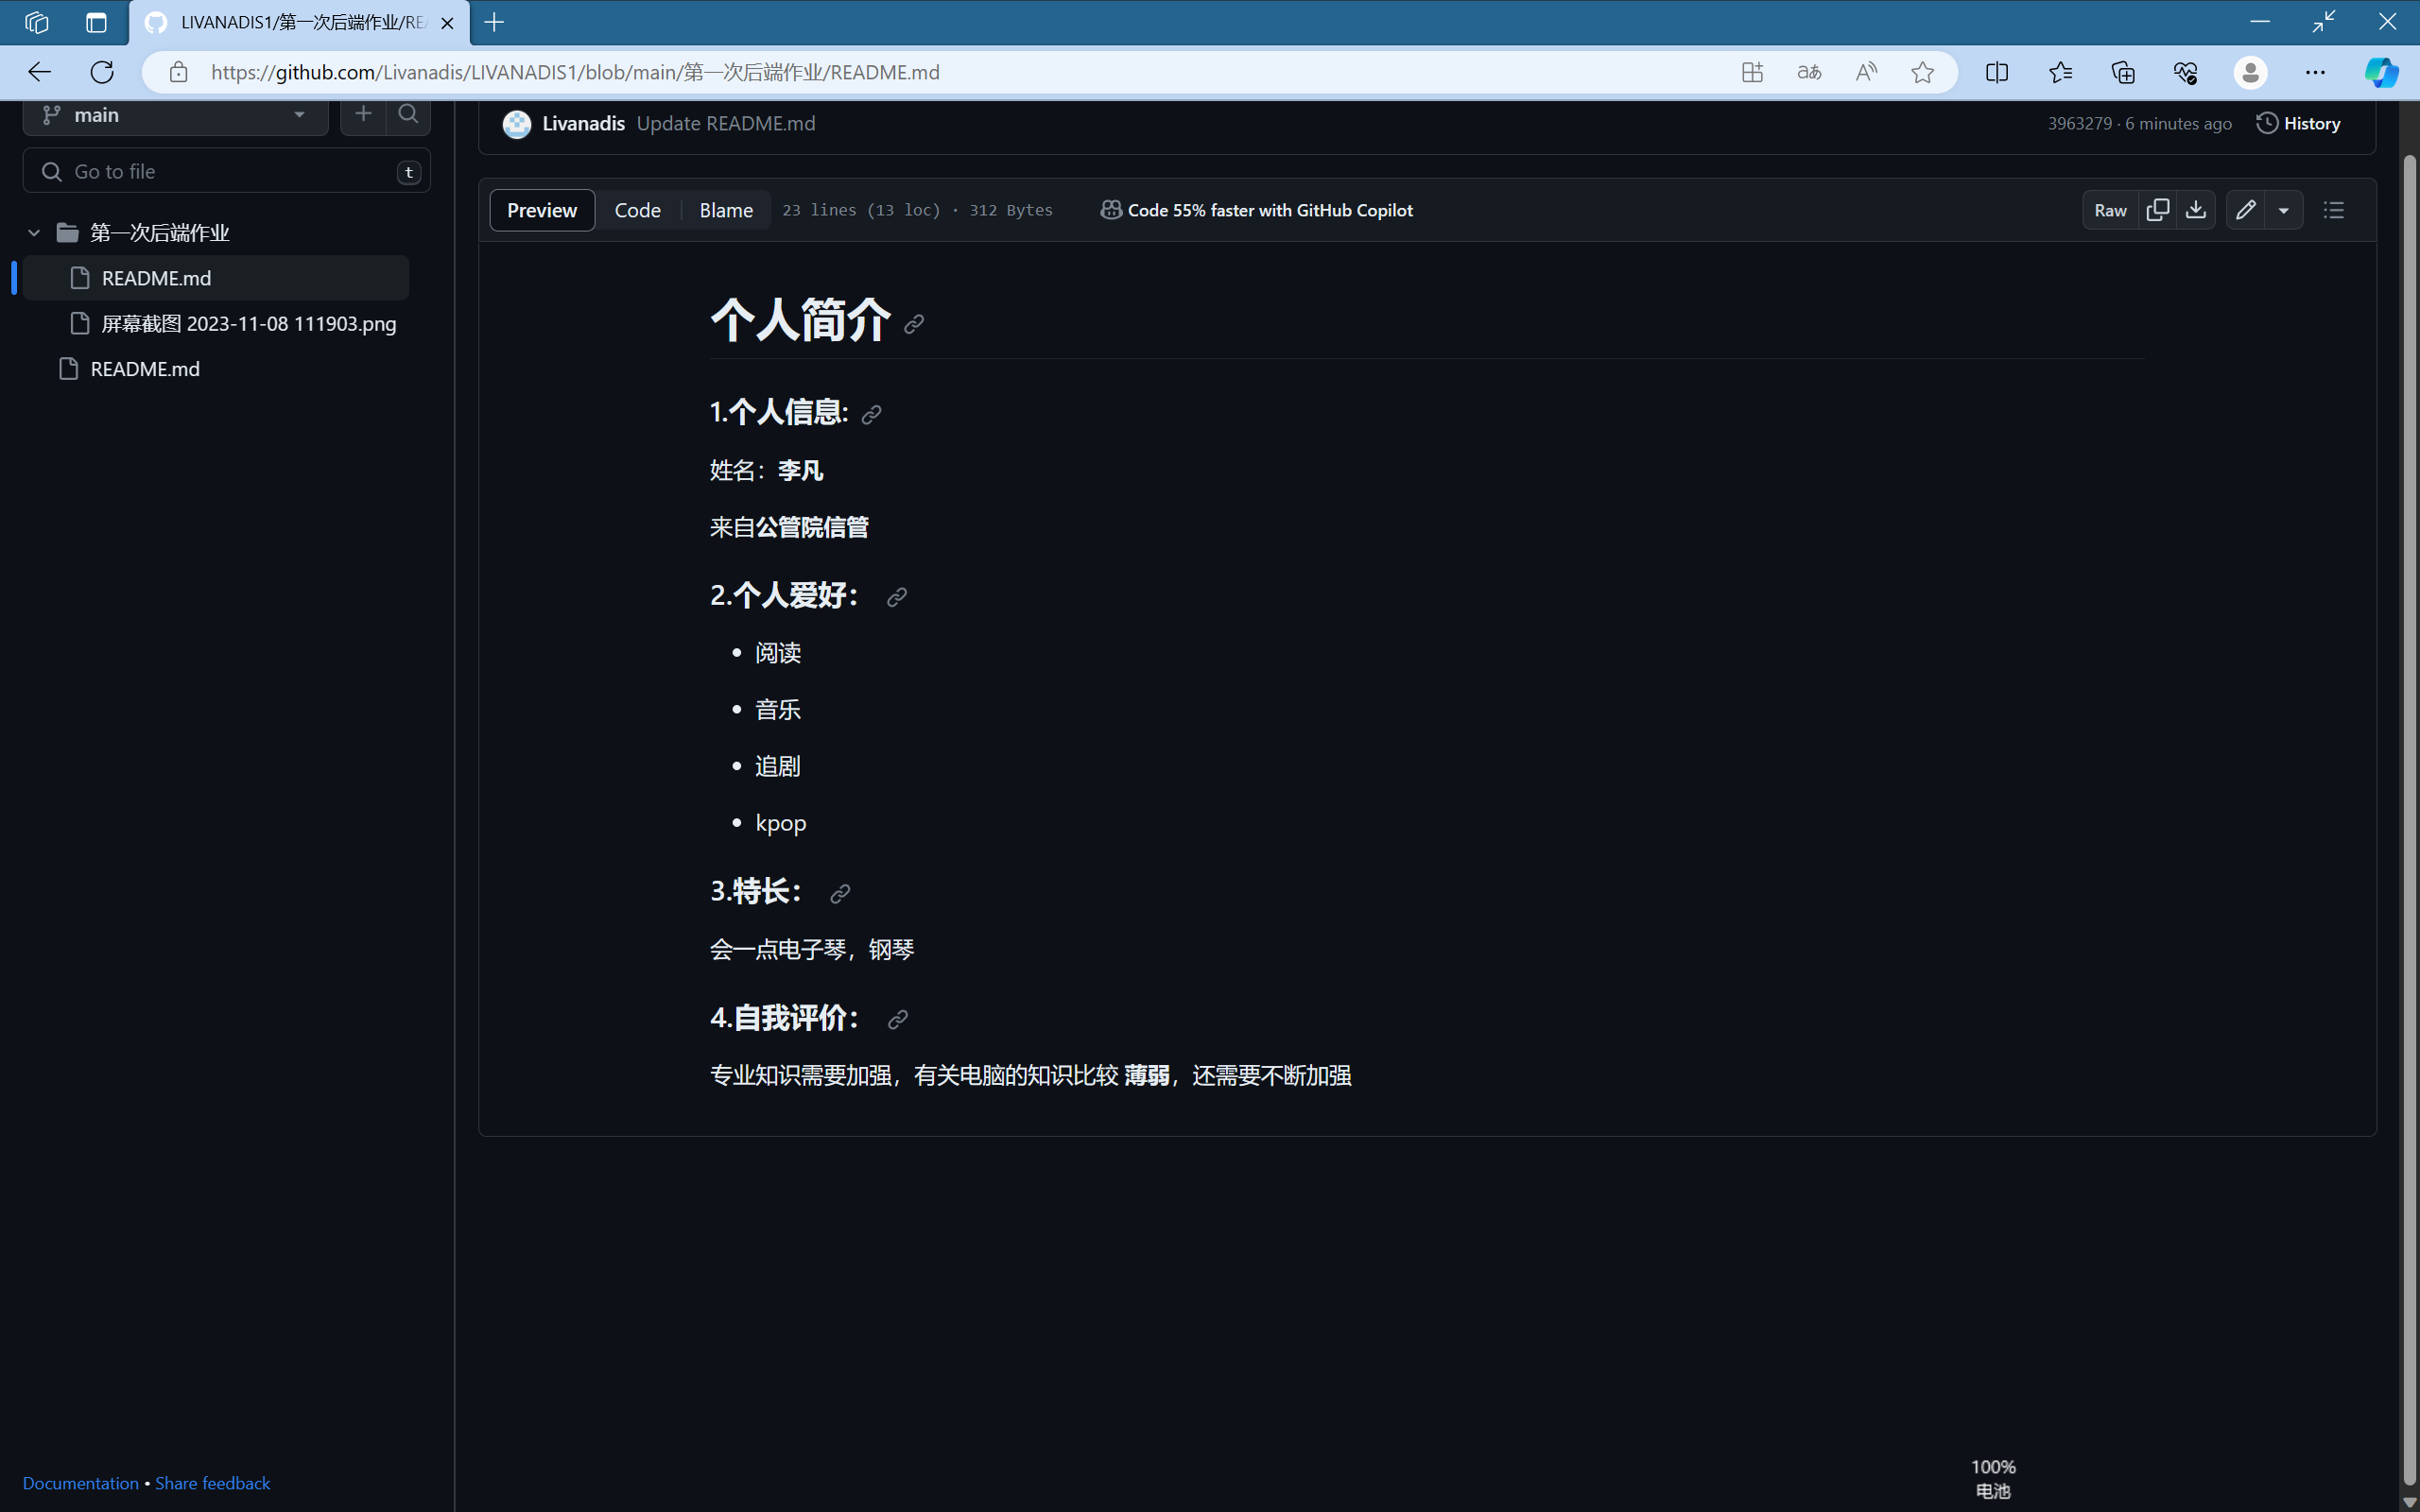 LIVANADIS1/第一次后端作业/RE
https://github.com/Livanadis/LIVANADIS1/blob/main/第一次后端作业/README.md
main
Livanadis Update README.md
3963279 · 6 minutes ago
History
Go to file
t
Preview
Code
Blame
23 lines (13 loc) · 312 Bytes
Code 55% faster with GitHub Copilot
Raw
第一次后端作业
README.md
屏幕截图 2023-11-08 111903.png
README.md
个人简介
1.个人信息:
姓名：李凡
来自公管院信管
2.个人爱好：
• 阅读
• 音乐
• 追剧
• kpop
3.特长：
会一点电子琴，钢琴
4.自我评价：
专业知识需要加强，有关电脑的知识比较 薄弱，还需要不断加强
Documentation • Share feedback
100%
电池